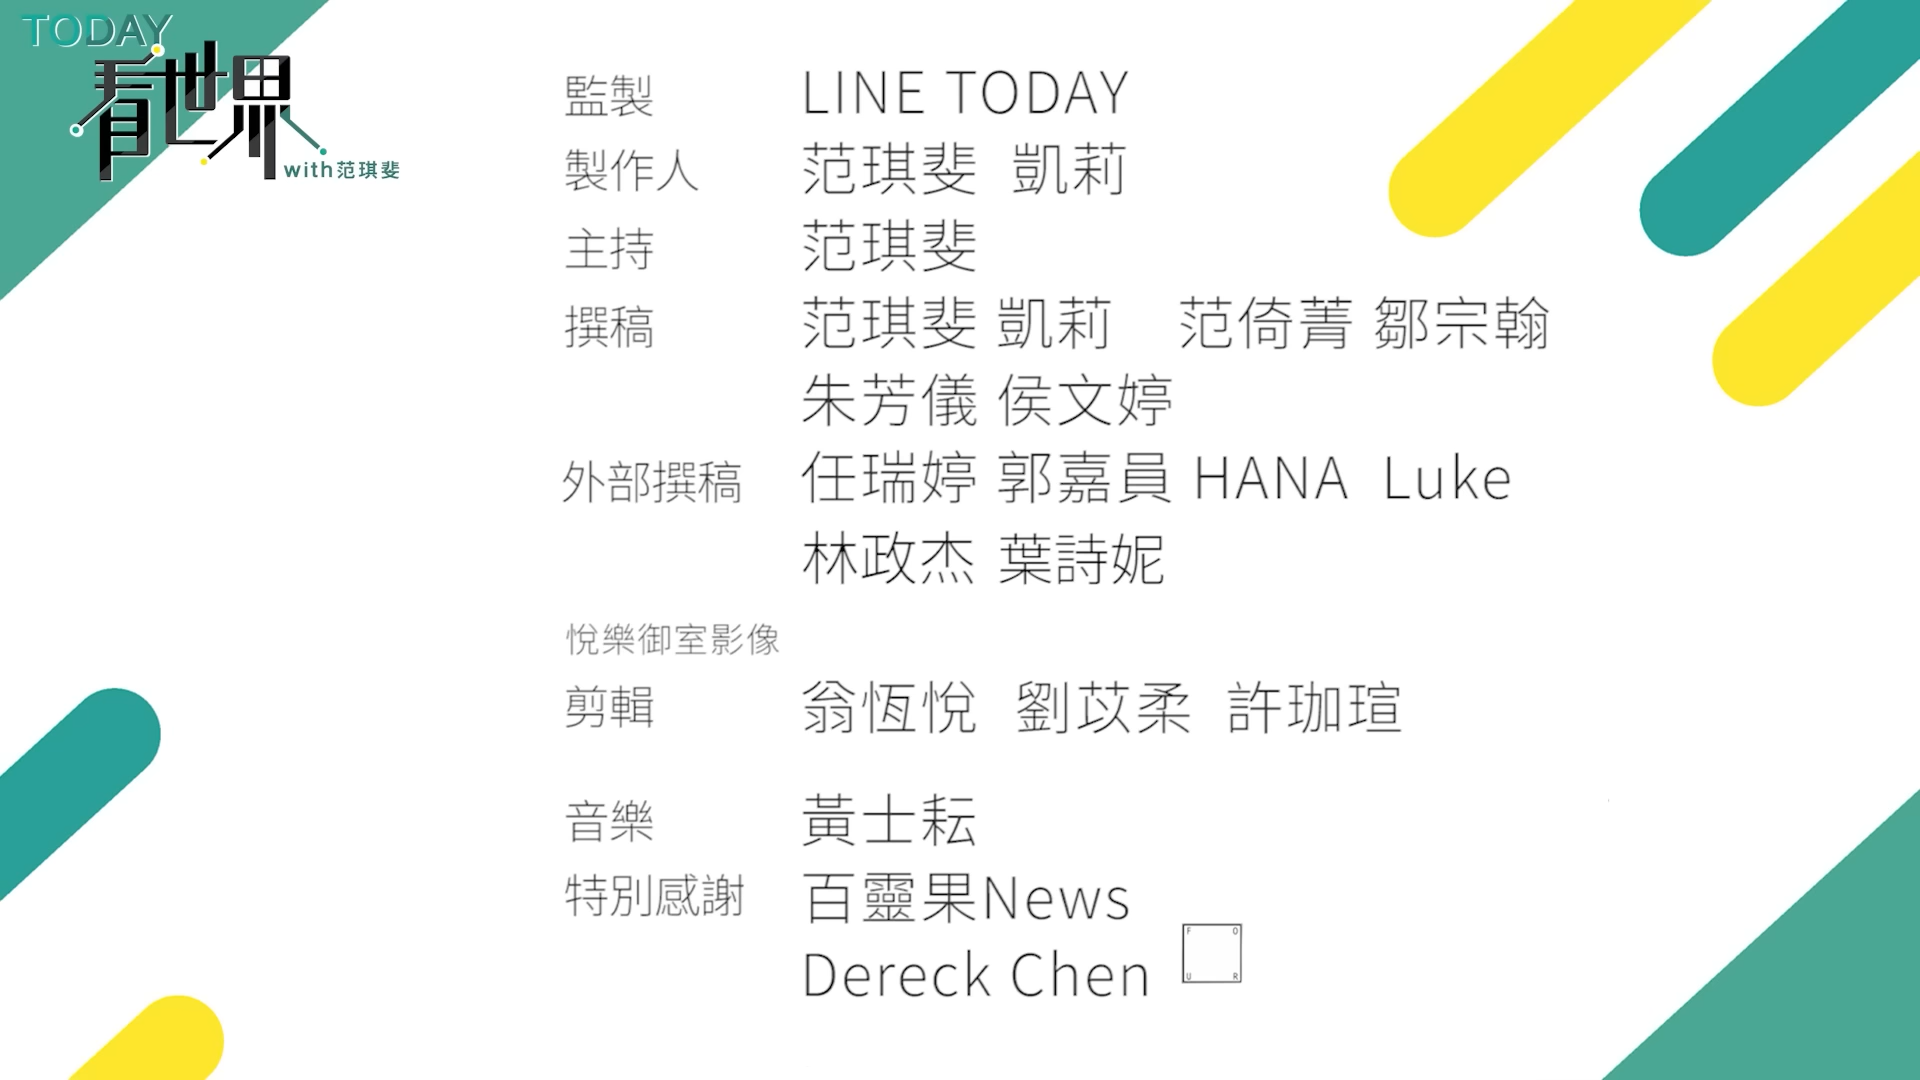 TODAY
看世界
with范琪斐
監製 LINE TODAY
製作人 范琪斐 凱莉
主持 范琪斐
撰稿 范琪斐 凱莉 范倚菁 鄒宗翰
朱芳儀 侯文婷
外部撰稿 任瑞婷 郭嘉員 HANA Luke
林政杰 葉詩妮
悅樂御室影像
剪輯 翁恆悅 劉苡柔 許珈瑄
音樂 黃士耘
特別感謝 百靈果News
Dereck Chen
F O
U R